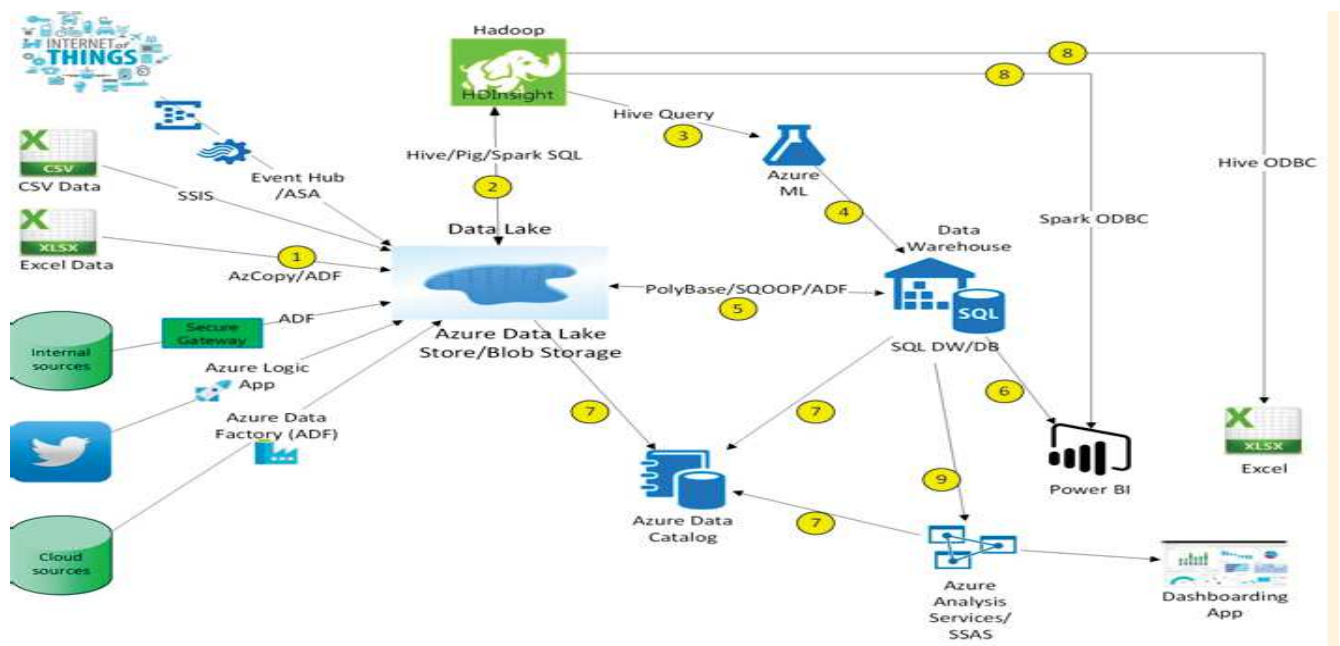 INTERNET of
THINGS
Hadoop
HDInsight
8
8
Hive Query
3
CSV
CSV Data
SSIS
Event Hub
/ASA
Hive/Pig/Spark SQL
2
Azure
ML
4
Hive ODBC
Spark ODBC
XLSX
Excel Data
1
AzCopy/ADF
Data Lake
Data
Warehouse
PolyBase/SQOOP/ADF
5
SQL
SQL DW/DB
Internal
sources
Secure
Gateway
ADF
Azure Data Lake
Store/Blob Storage
Azure Logic
App
Azure Data
Factory (ADF)
7
7
6
XLSX
Excel
Power BI
Cloud
sources
Azure Data
Catalog
7
9
Azure
Analysis
Services/
SSAS
Dashboarding
App